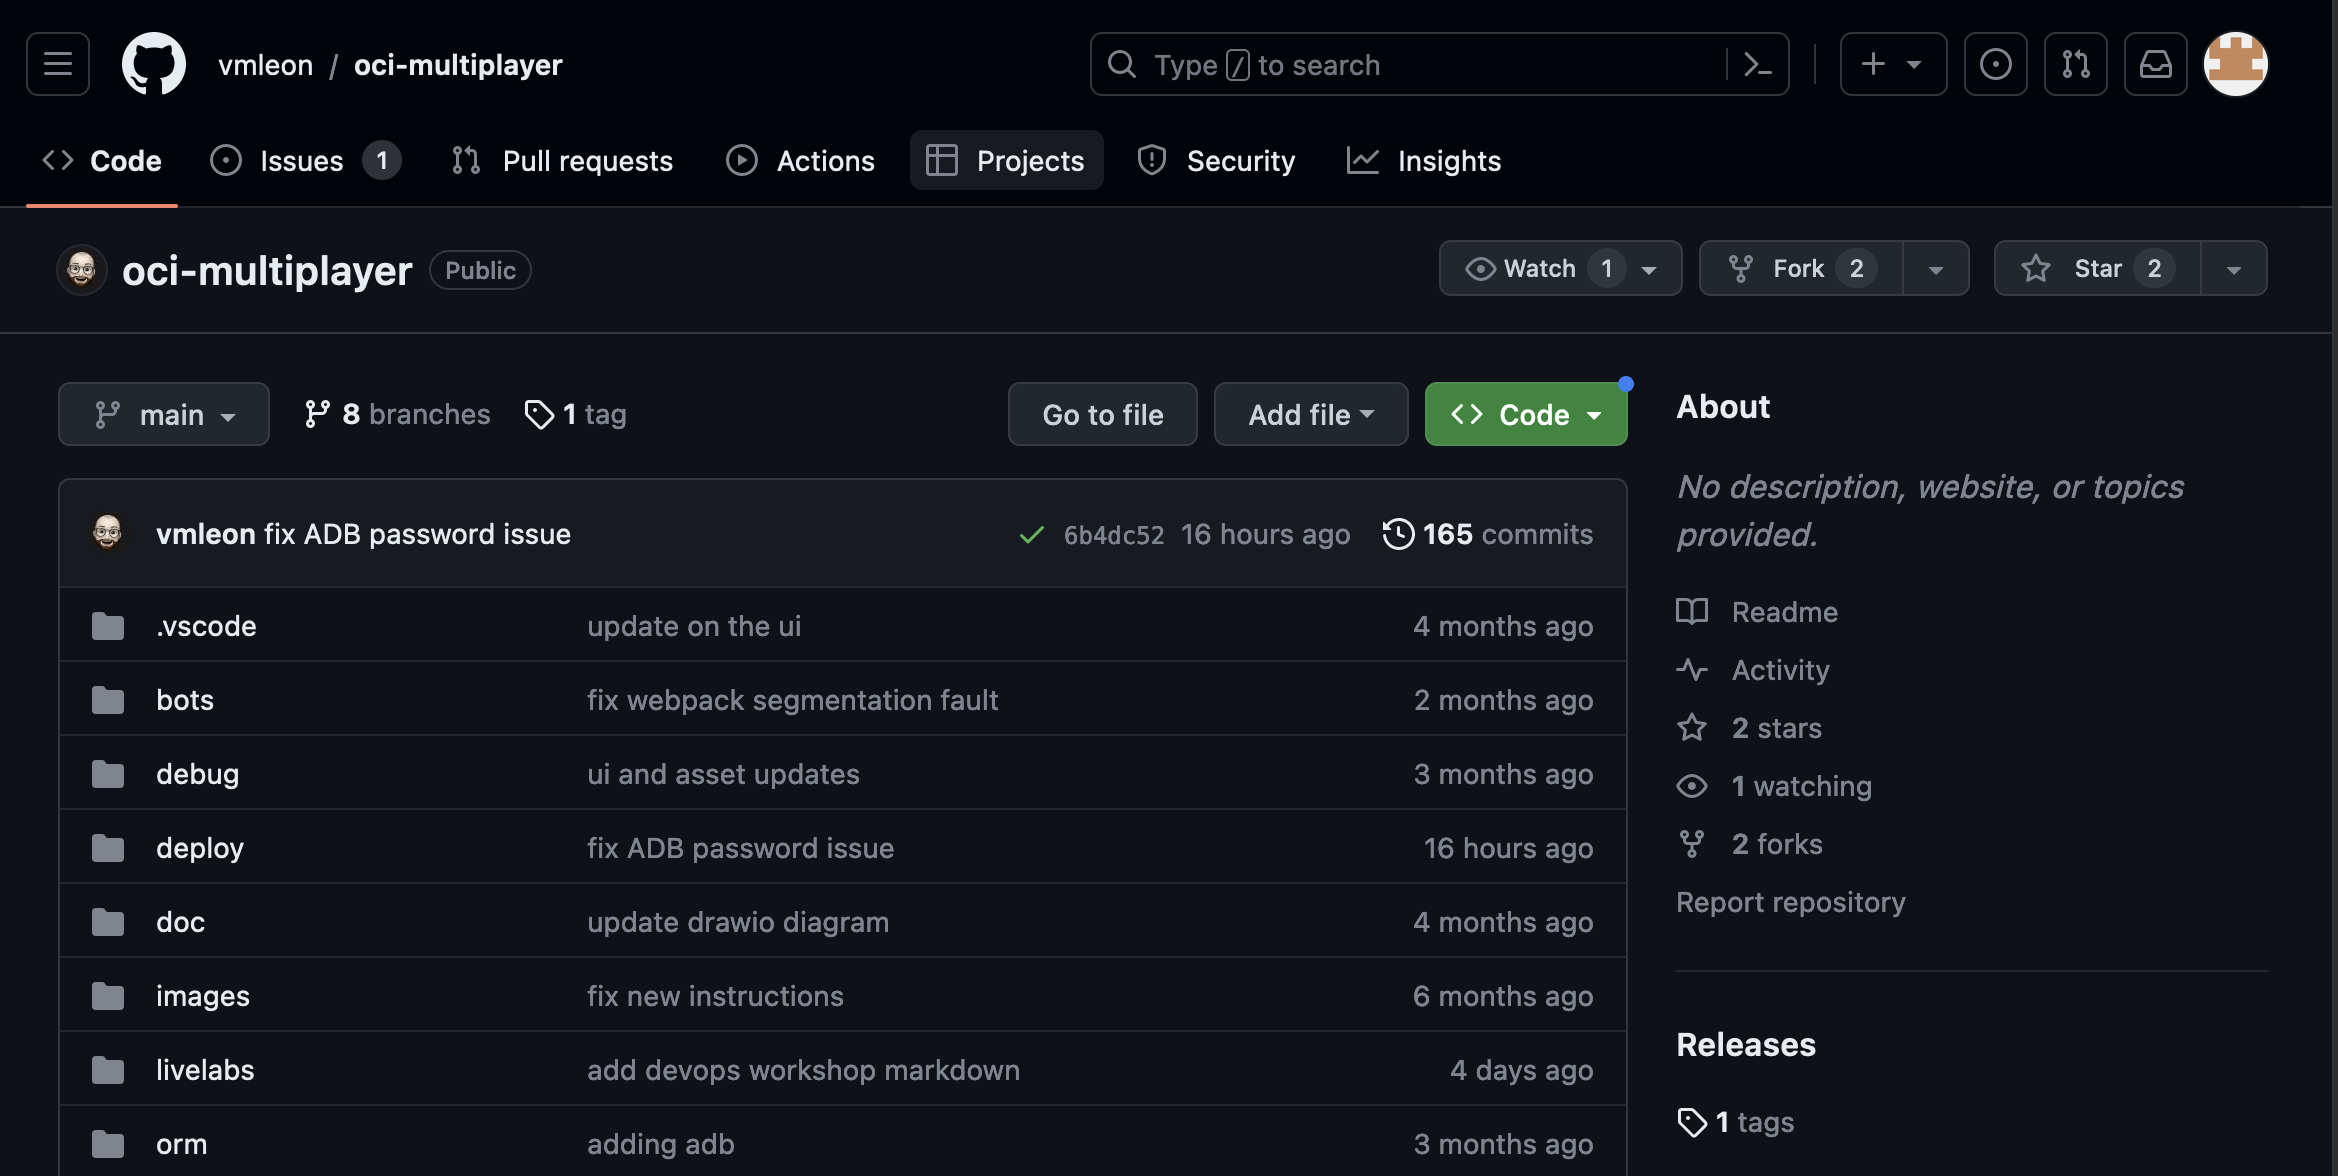 vmleon / oci-multiplayer
Type / to search
Code
Issues 1
Pull requests
Actions
Projects
Security
Insights
oci-multiplayer Public
Watch 1
Fork 2
Star 2
main
8 branches
1 tag
Go to file
Add file
Code
vmleon fix ADB password issue 6b4dc52 16 hours ago 165 commits
.vscode update on the ui 4 months ago
bots fix webpack segmentation fault 2 months ago
debug ui and asset updates 3 months ago
deploy fix ADB password issue 16 hours ago
doc update drawio diagram 4 months ago
images fix new instructions 6 months ago
livelabs add devops workshop markdown 4 days ago
orm adding adb 3 months ago
About
No description, website, or topics
provided.
Readme
Activity
2 stars
1 watching
2 forks
Report repository
Releases
1 tags